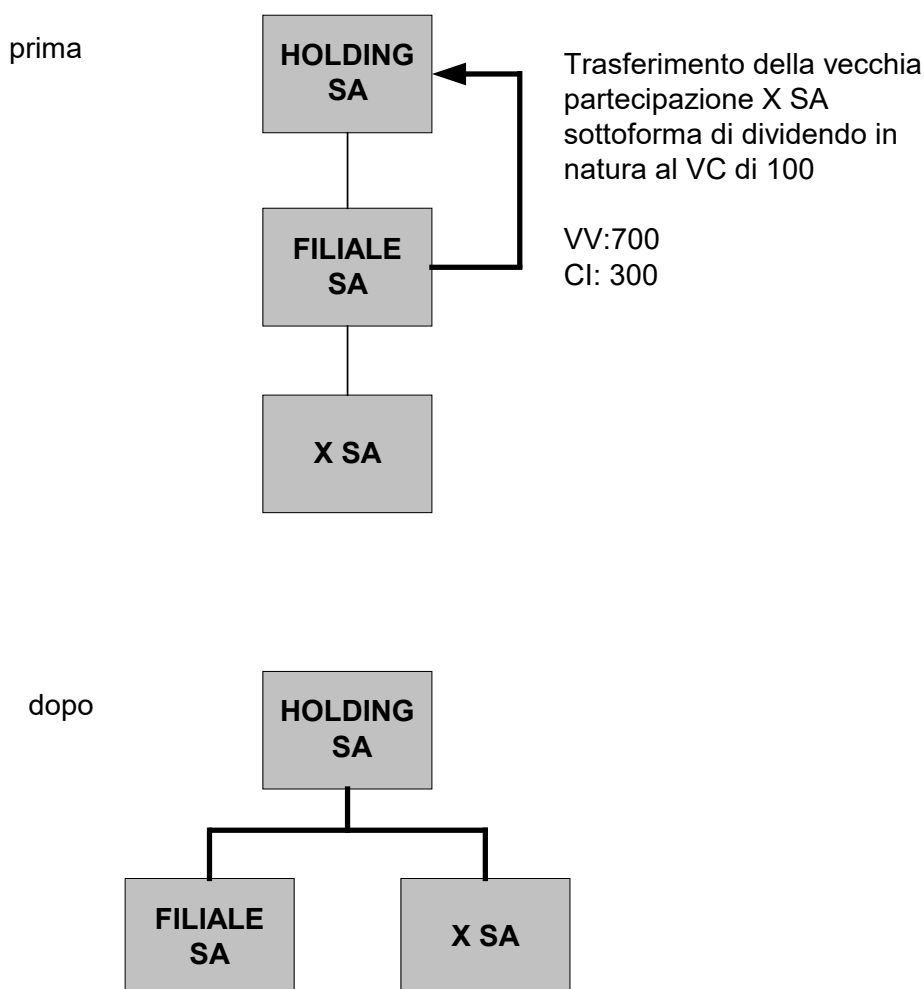 prima
HOLDING
SA
Trasferimento della vecchia
partecipazione X SA
sottoforma di dividendo in
natura al VC di 100
VV:700
CI: 300
FILIALE
SA
X SA
dopo
HOLDING
SA
FILIALE
SA
X SA